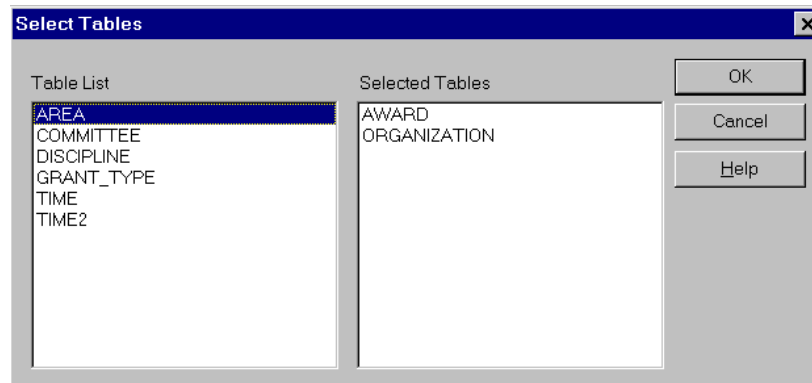 Select Tables
Table List
Selected Tables
OK
AREA
COMMITTEE
DISCIPLINE
GRANT_TYPE
TIME
TIME2
AWARD
ORGANIZATION
Cancel
Help